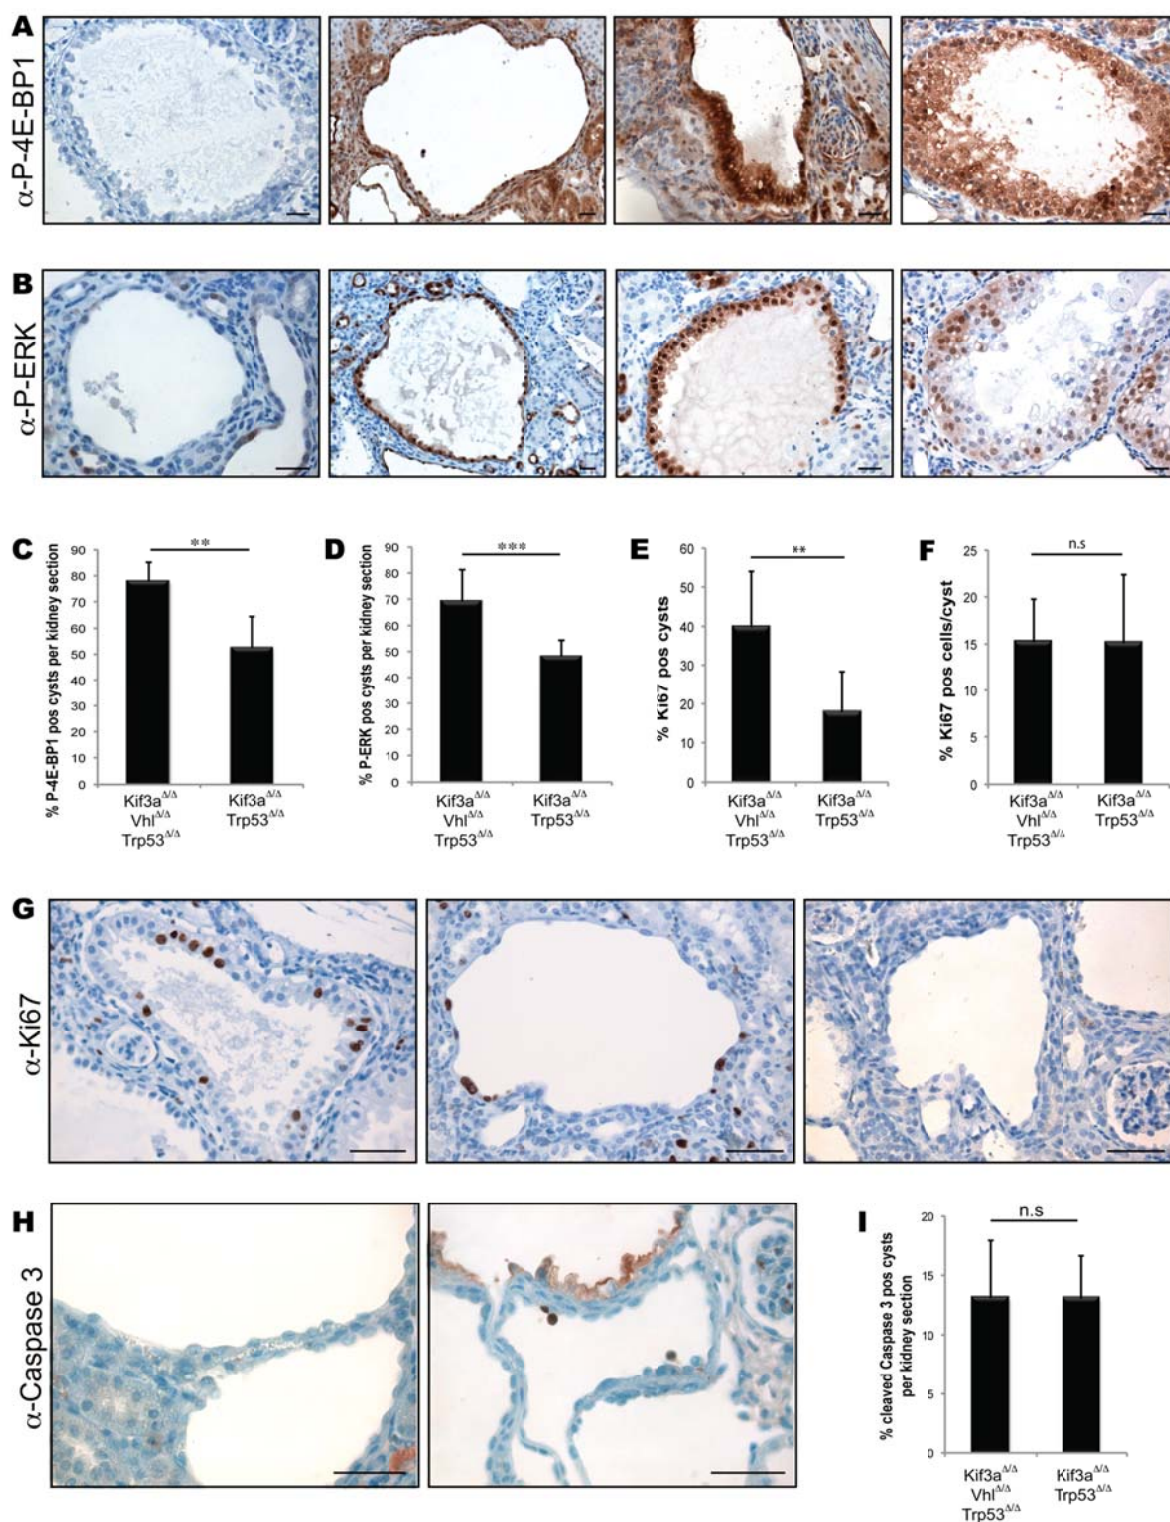 A
α-P-4E-BP1
B
α-P-ERK
C
% P-4E-BP1 pos cysts per kidney section
90
80
70
60
50
40
30
20
10
0
**
Kif3aΔ/Δ
VhlΔ/Δ
Trp53Δ/Δ
Kif3aΔ/Δ
Trp53Δ/Δ
D
% P-ERK pos cysts per kidney section
90
80
70
60
50
40
30
20
10
0
***
Kif3aΔ/Δ
VhlΔ/Δ
Trp53Δ/Δ
Kif3aΔ/Δ
Trp53Δ/Δ
E
% Ki67 pos cysts
60
50
40
30
20
10
0
**
Kif3aΔ/Δ
VhlΔ/Δ
Trp53Δ/Δ
Kif3aΔ/Δ
Trp53Δ/Δ
F
% Ki67 pos cells/cyst
25
20
15
10
5
0
n.s
Kif3aΔ/Δ
VhlΔ/Δ
Trp53Δ/Δ
Kif3aΔ/Δ
Trp53Δ/Δ
G
α-Ki67
H
α-Caspase 3
I
% cleaved Caspase 3 pos cysts
per kidney section
20
15
10
5
0
n.s
Kif3aΔ/Δ
VhlΔ/Δ
Trp53Δ/Δ
Kif3aΔ/Δ
Trp53Δ/Δ